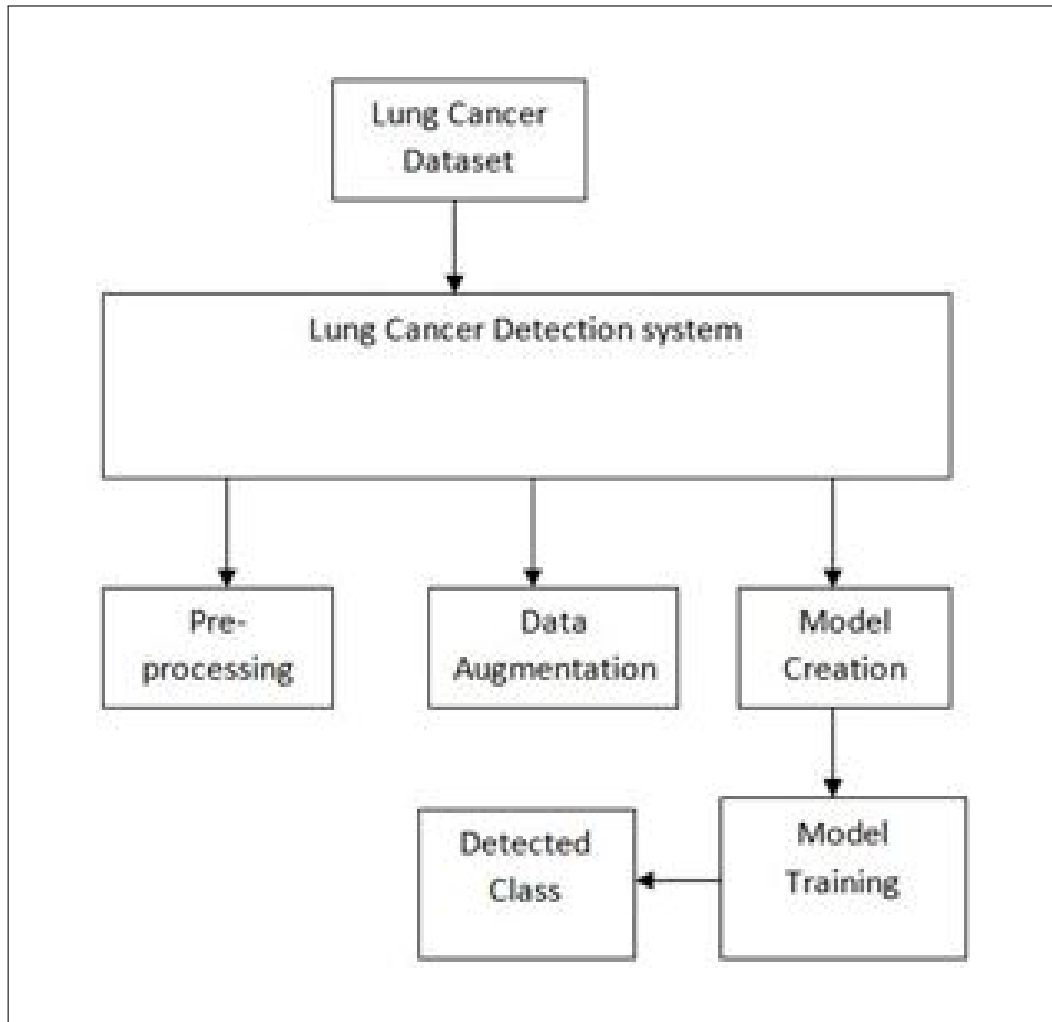 Lung Cancer
Dataset
Lung Cancer Detection system
Pre-
processing
Data
Augmentation
Model
Creation
Detected
Class
Model
Training